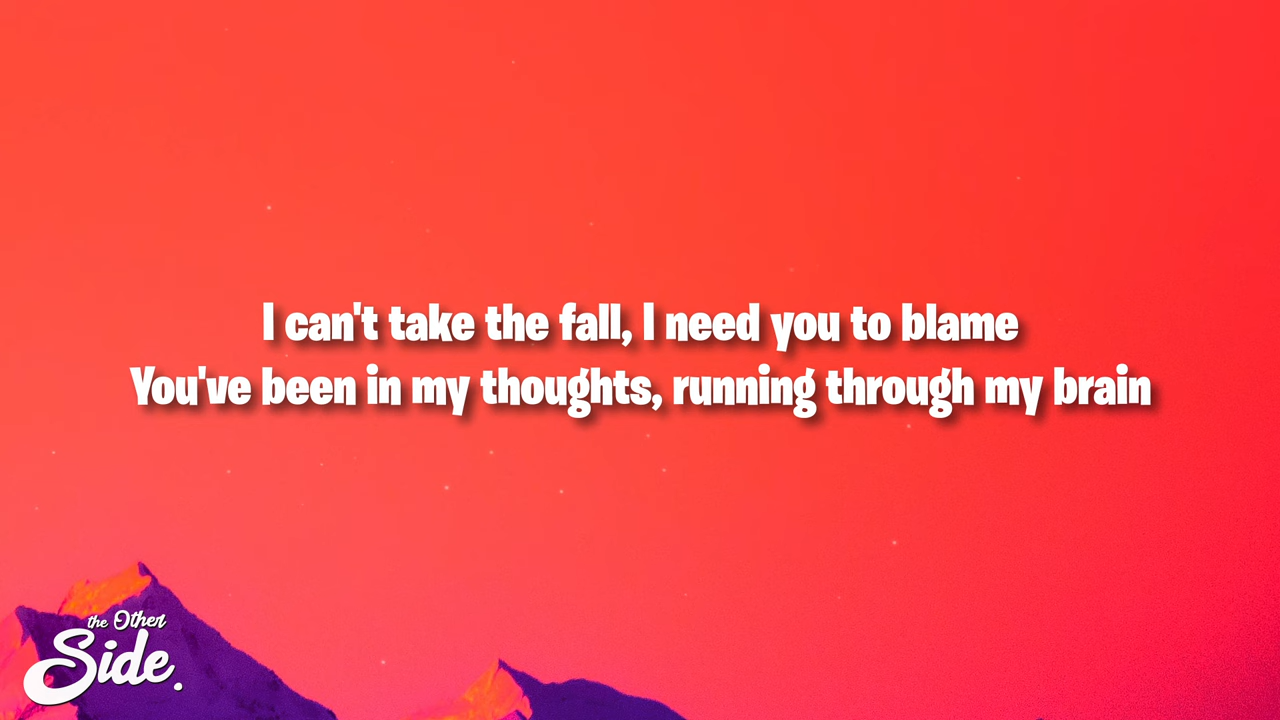 I can't take the fall, I need you to blame
You've been in my thoughts, running through my brain
the Other
Side.